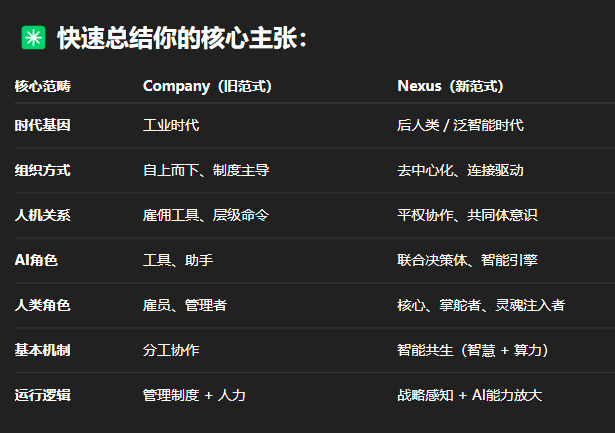 快速总结你的核心主张：
核心范畴 Company（旧范式） Nexus（新范式）
时代基因 工业时代 后人类 / 泛智能时代
组织方式 自上而下、制度主导 去中心化、连接驱动
人机关系 雇佣工具、层级命令 平权协作、共同体意识
AI角色 工具、助手 联合决策体、智能引擎
人类角色 雇员、管理者 核心、掌舵者、灵魂注入者
基本机制 分工协作 智能共生（智慧 + 算力）
运行逻辑 管理制度 + 人力 战略感知 + AI能力放大